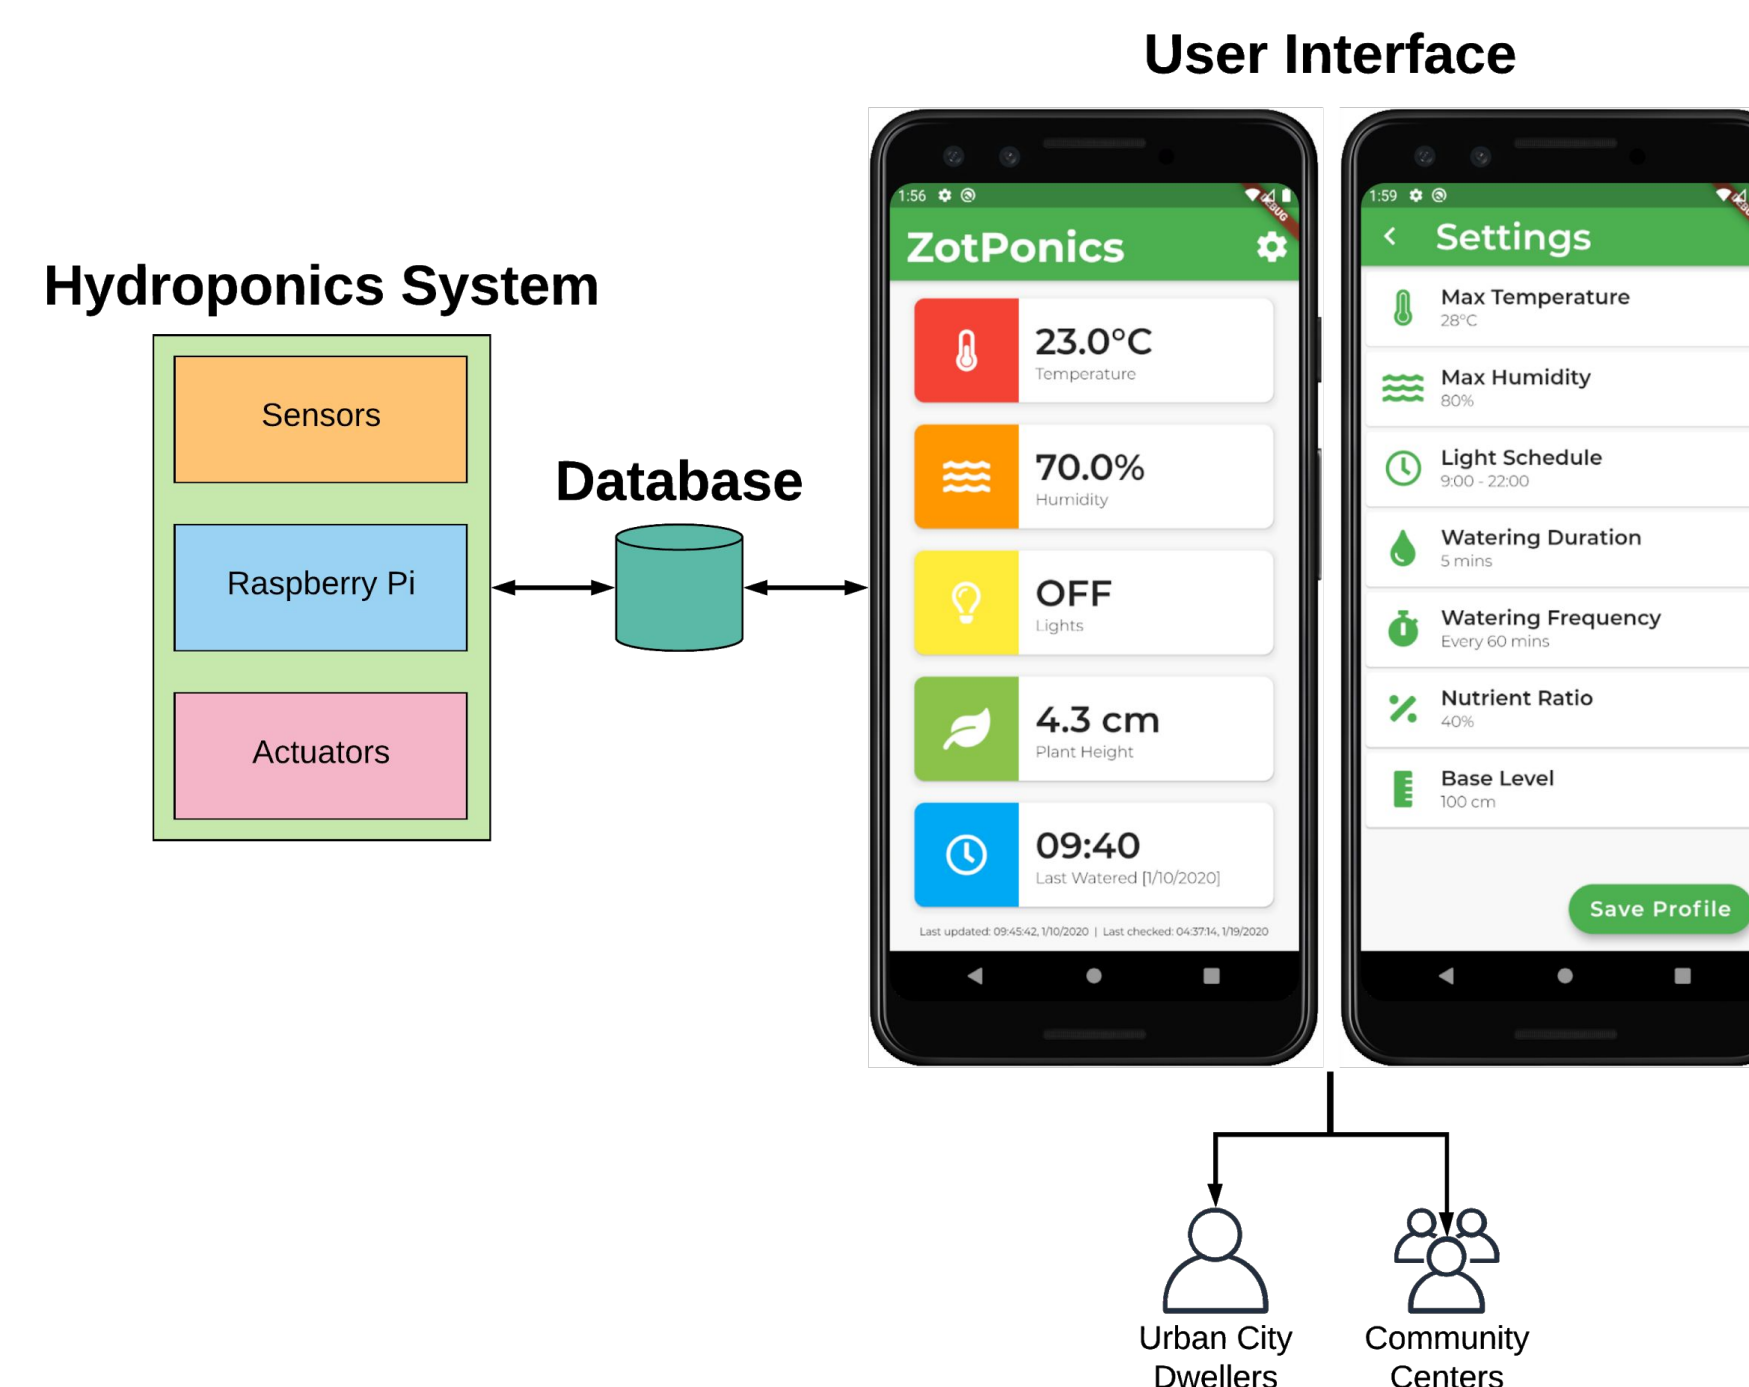 User Interface
Hydroponics System
Sensors
Raspberry Pi
Actuators
Database
1:56
DEBUG
ZotPonics
23.0°C
Temperature
70.0%
Humidity
OFF
Lights
4.3 cm
Plant Height
09:40
Last Watered [1/10/2020]
Last updated: 09:45:42, 1/10/2020 | Last checked: 04:37:14, 1/19/2020
1:59
Settings
Max Temperature
28°C
Max Humidity
80%
Light Schedule
9:00 - 22:00
Watering Duration
5 mins
Watering Frequency
Every 60 mins
Nutrient Ratio
40%
Base Level
100 cm
Save Profile
Urban City
Dwellers
Community
Centers